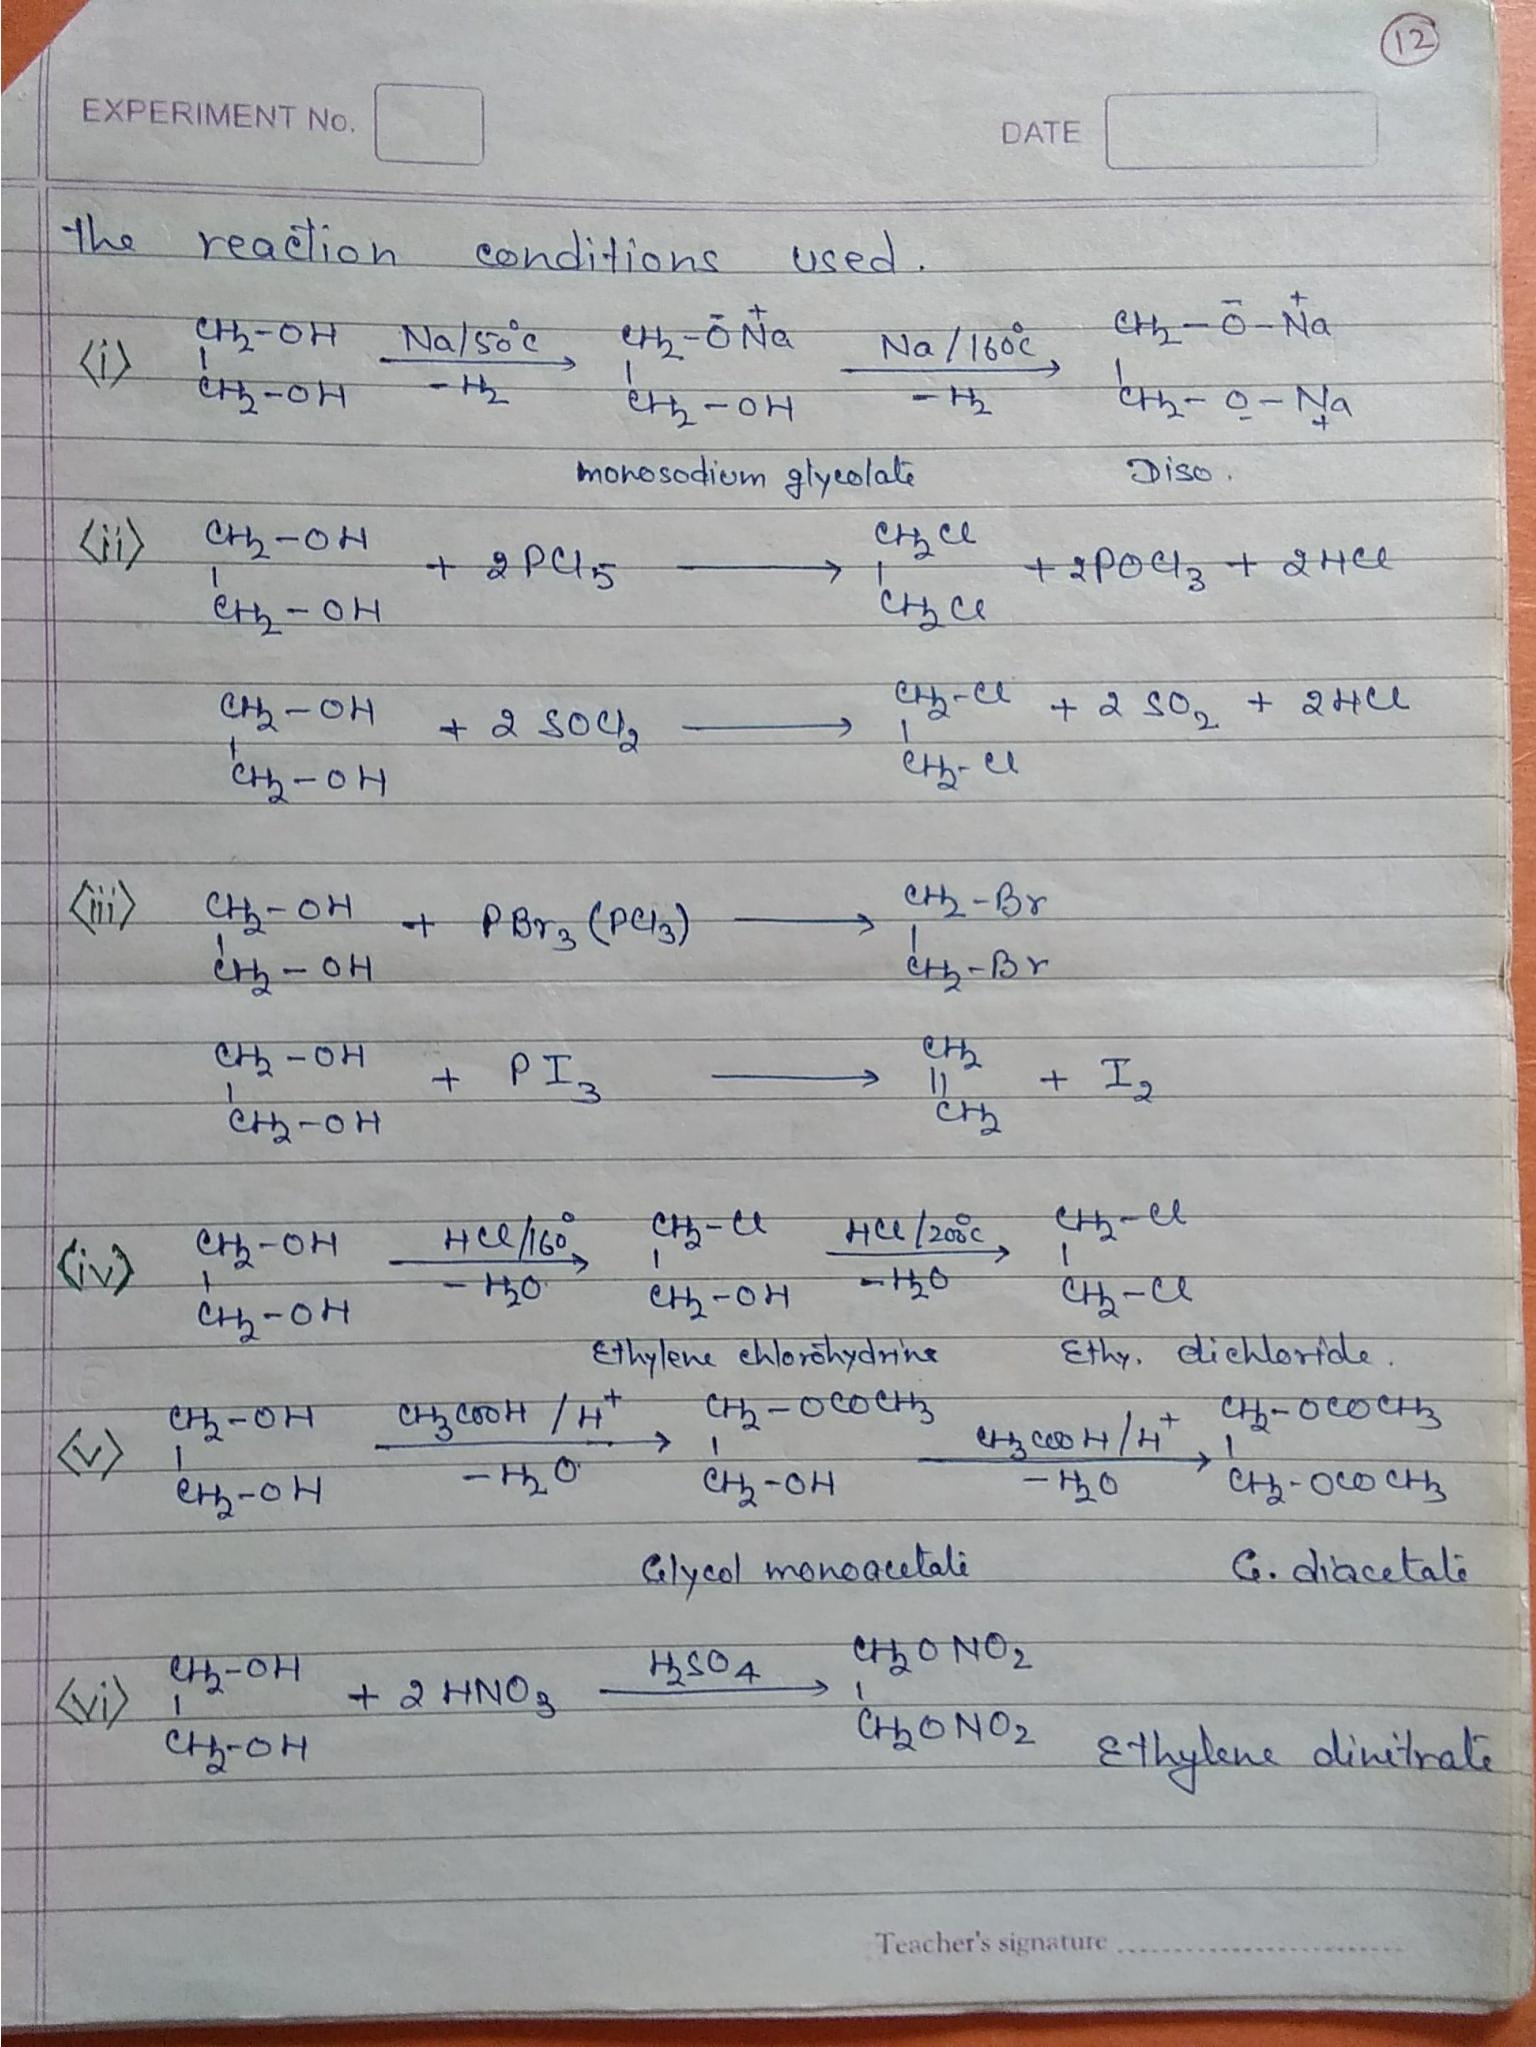 12
EXPERIMENT No.
DATE
the reaction conditions used.
(i) CH2-OH Na/50°C CH2-ŌNa+ Na/160°C CH2-Ō-Na+
CH2-OH -H2 CH2-OH -H2 CH2-O-Na+
monosodium glycolate Diso.
(ii) CH2-OH + 2PCl5 → CH2Cl + 2POCl3 + 2HCl
CH2-OH CH2Cl
CH2-OH + 2SOCl2 → CH2-Cl + 2SO2 + 2HCl
CH2-OH CH2-Cl
(iii) CH2-OH + PBr3 (PCl3) → CH2-Br
CH2-OH CH2-Br
CH2-OH + PI3 → CH2 + I2
CH2-OH CH2
(iv) CH2-OH HCl/160° CH2-Cl HCl/200°C CH2-Cl
CH2-OH -H2O CH2-OH -H2O CH2-Cl
Ethylene chlorohydrine Ethy. dichloride.
(v) CH2-OH CH3COOH/H+ CH2-OCOCH3 CH3COOH/H+ CH2-OCOCH3
CH2-OH -H2O CH2-OH -H2O CH2-OCOCH3
Glycol monoacetate G. diacetate
(vi) CH2-OH + 2HNO3 H2SO4 → CH2ONO2
CH2-OH CH2ONO2 Ethylene dinitrate
Teacher's signature ..............................